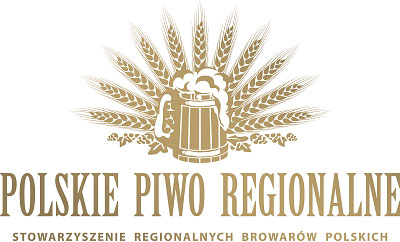 POLSKIE PIWO REGIONALNE
STOWARZYSZENIE REGIONALNYCH BROWARÓW POLSKICH